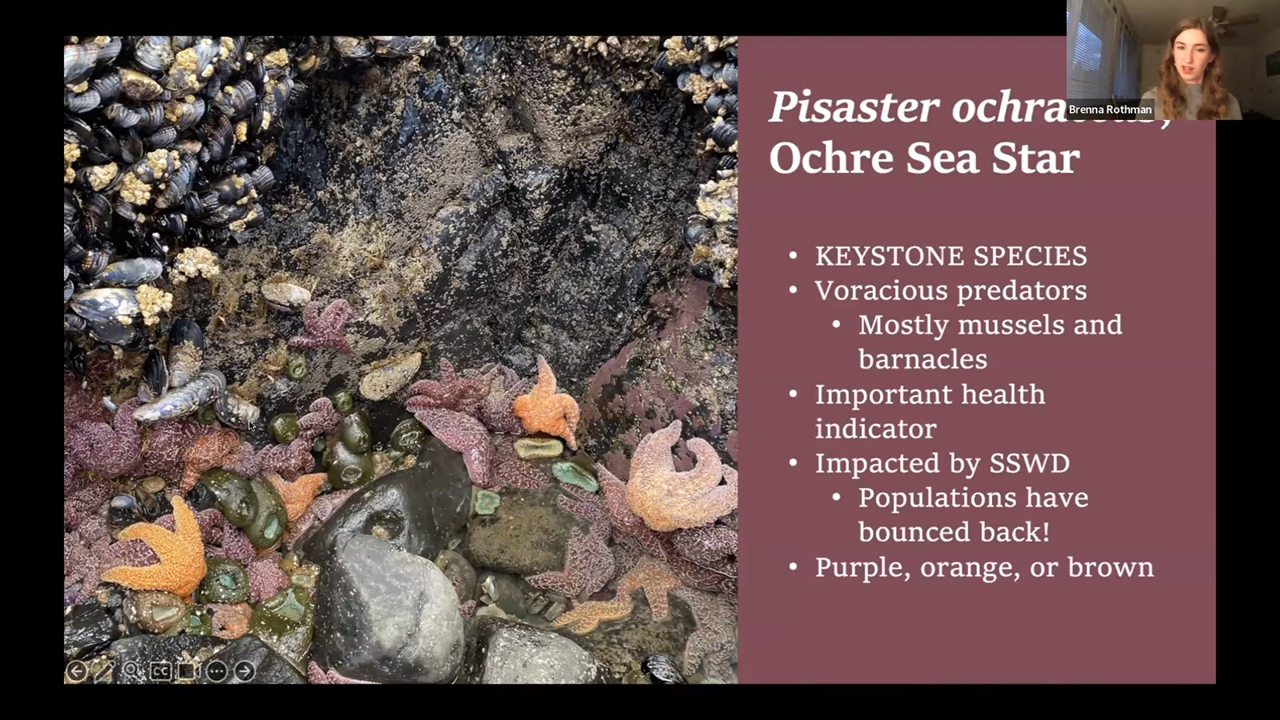 Brenna Rothman
Pisaster
Ochre Sea Star
• KEYSTONE SPECIES
• Voracious predators
• Mostly mussels and
barnacles
• Important health
indicator
• Impacted by SSWD
• Populations have
bounced back!
• Purple, orange, or brown
CC